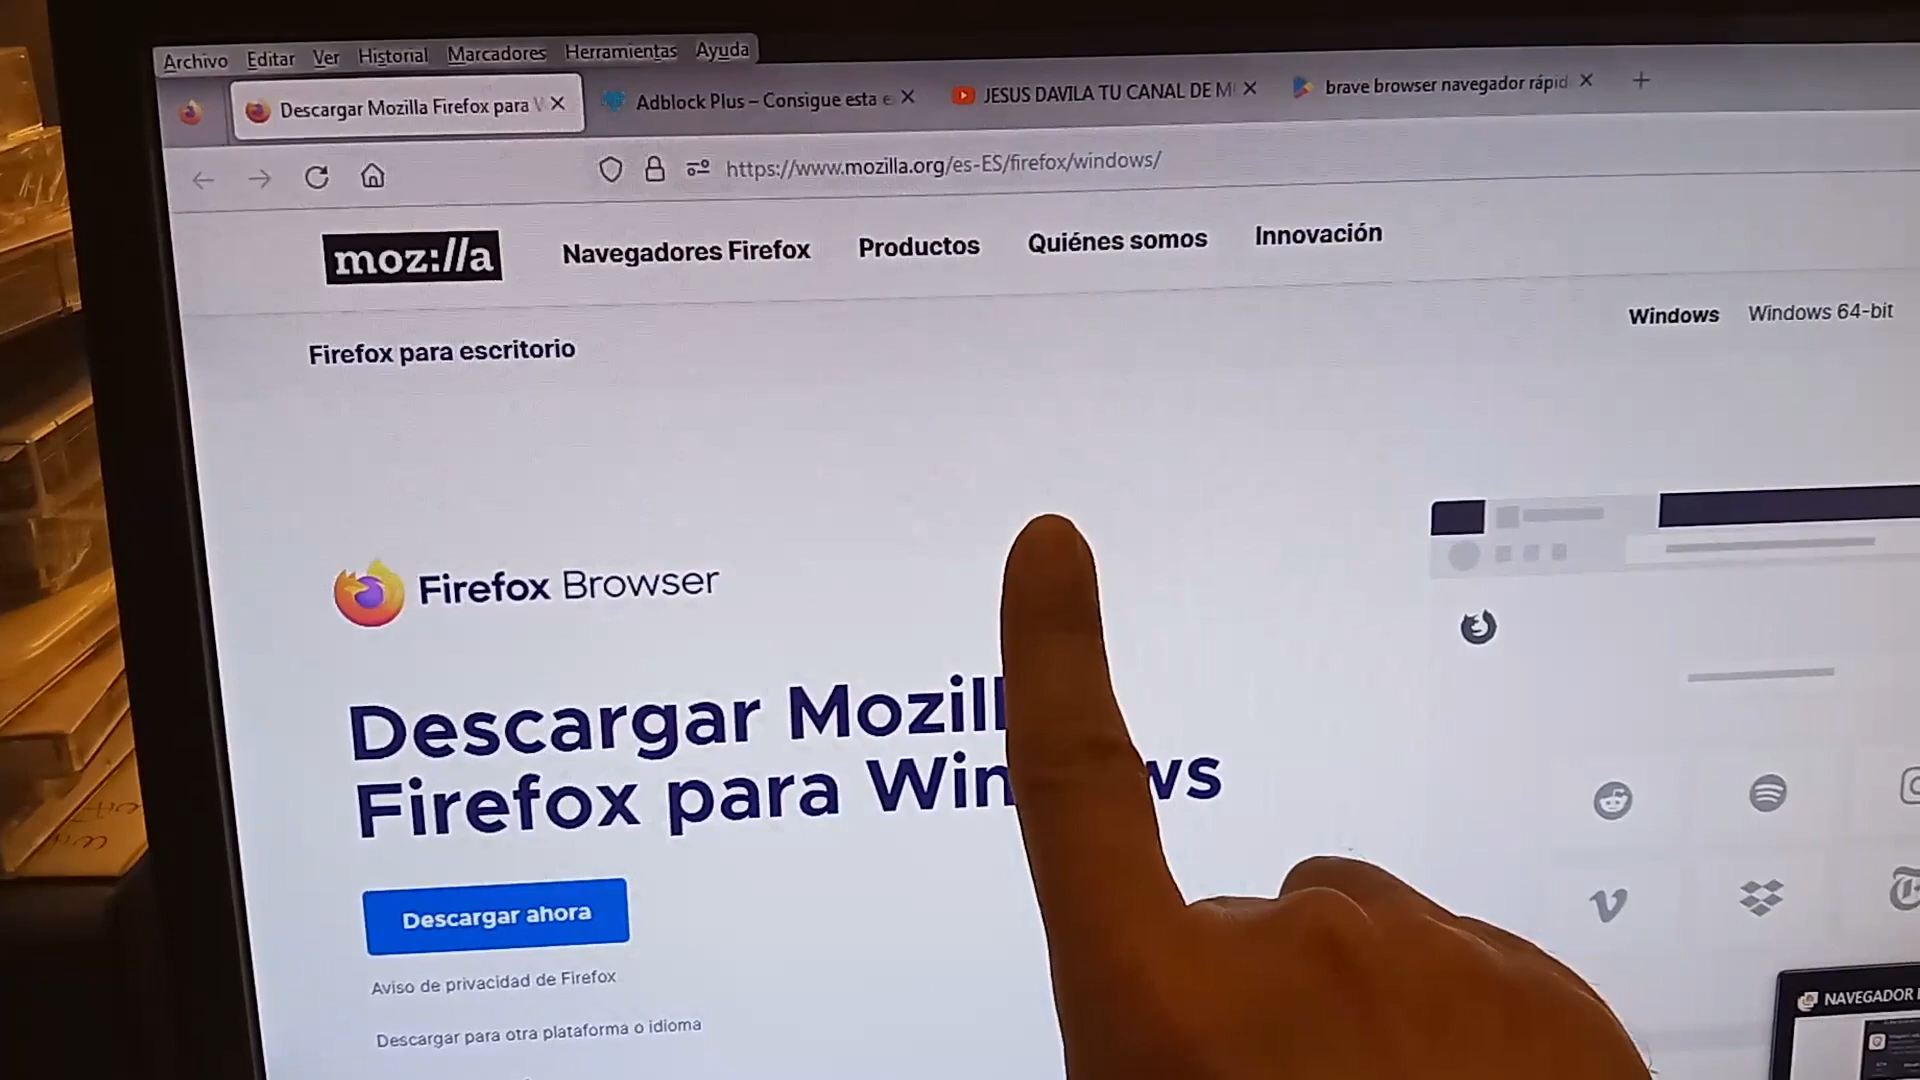 Archivo Editar Ver Historial Marcadores Herramientas Ayuda
Descargar Mozilla Firefox para
Adblock Plus – Consigue esta e
JESUS DAVILA TU CANAL DE M
brave browser navegador rápid
https://www.mozilla.org/es-ES/firefox/windows/
moz://a
Navegadores Firefox
Productos
Quiénes somos
Innovación
Firefox para escritorio
Windows
Windows 64-bit
Firefox Browser
Descargar Mozill
Firefox para Win ws
Descargar ahora
Aviso de privacidad de Firefox
Descargar para otra plataforma o idioma
NAVEGADOR